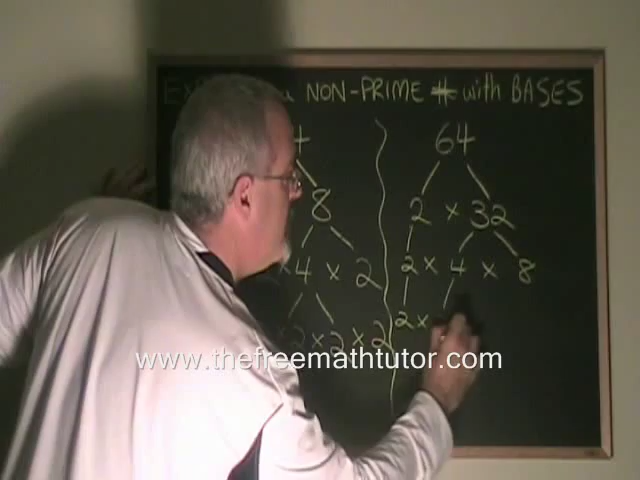 NON-PRIME # with BASES
4 64
8 2 × 32
× 4 × 2 2 × 4 × 8
2 × 2 × 2 2 ×
www.thefreemathtutor.com